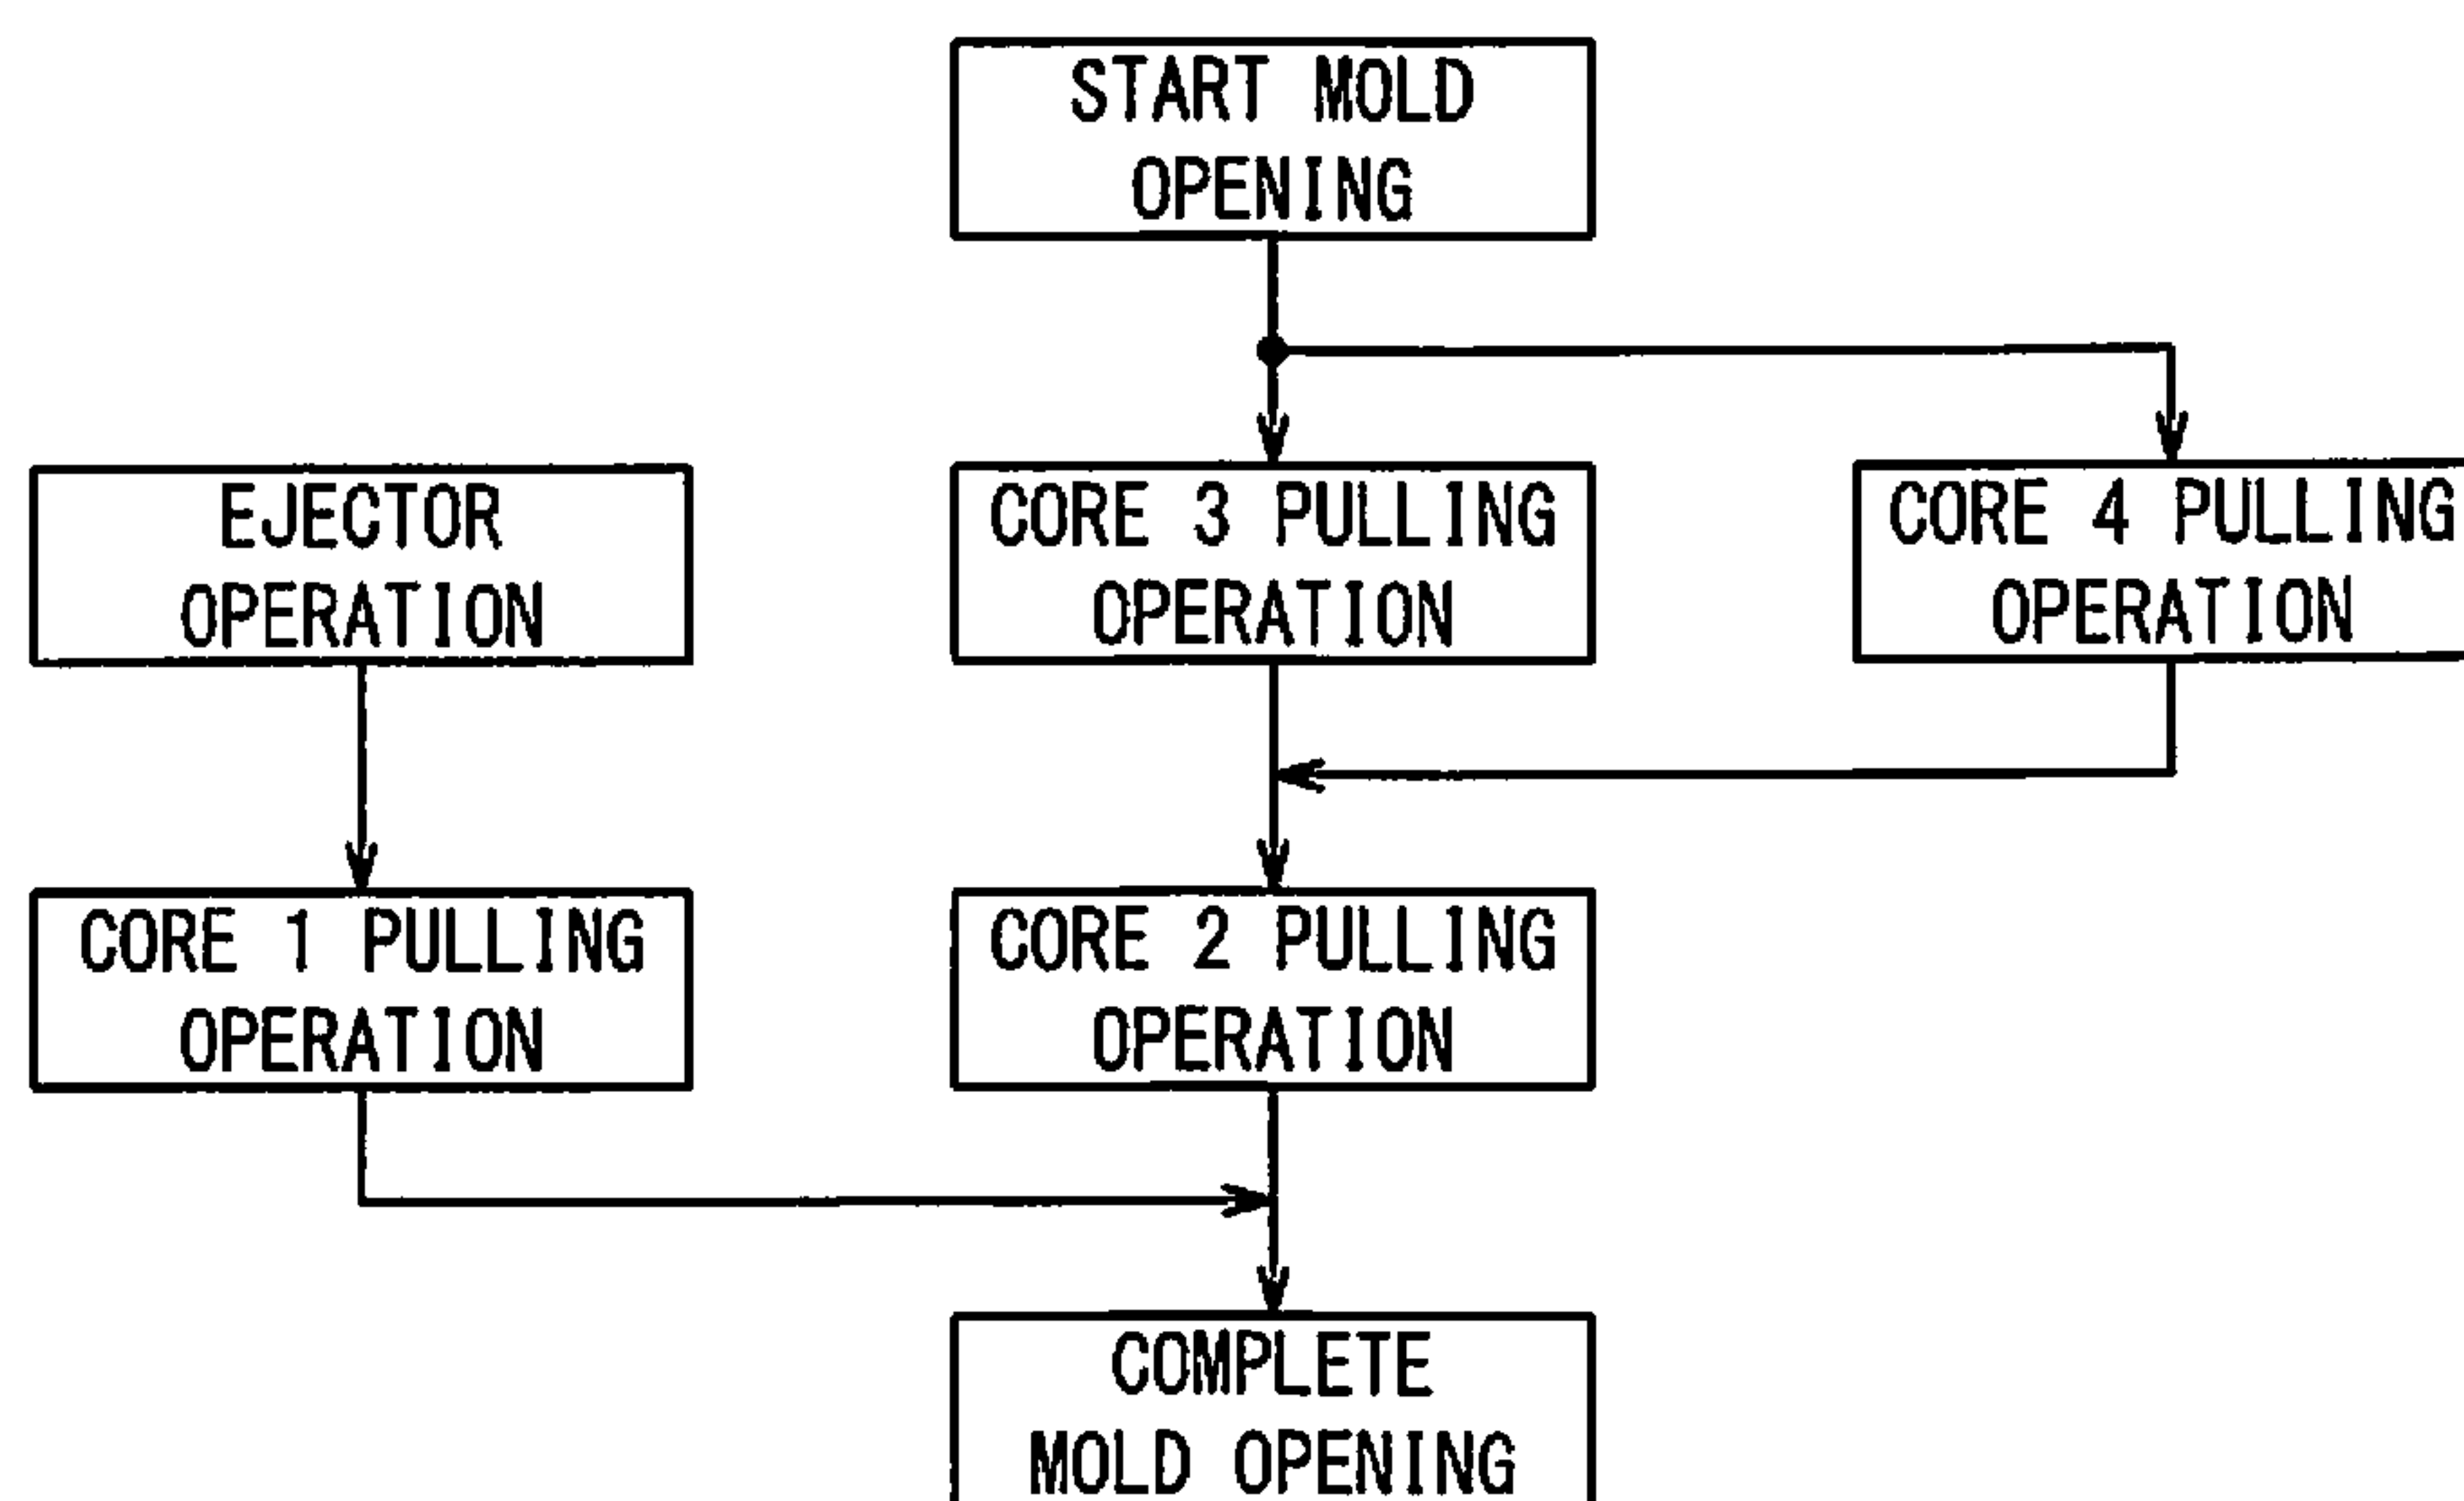 START MOLD
OPENING
EJECTOR
OPERATION
CORE 3 PULLING
OPERATION
CORE 4 PULLING
OPERATION
CORE 1 PULLING
OPERATION
CORE 2 PULLING
OPERATION
COMPLETE
MOLD OPENING